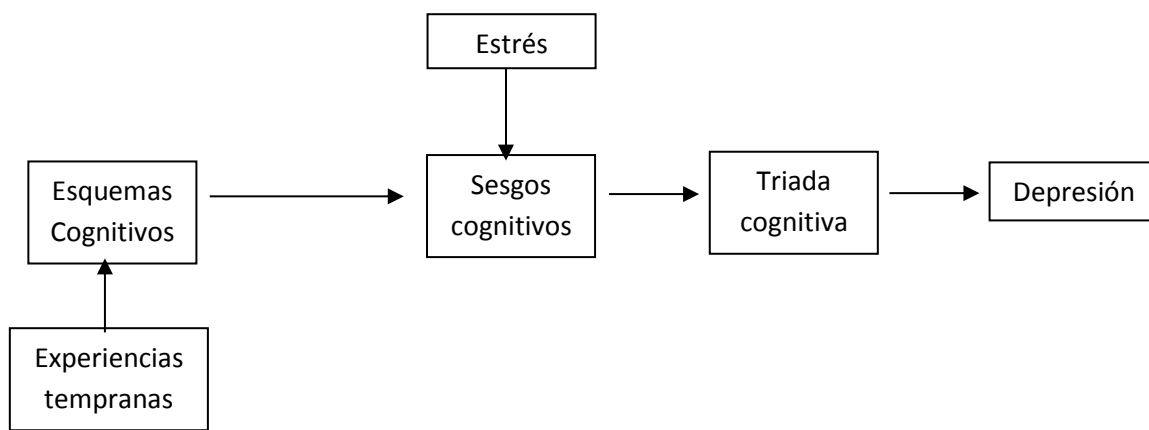 Estrés
Esquemas
Cognitivos
Sesgos
cognitivos
Triada
cognitiva
Depresión
Experiencias
tempranas